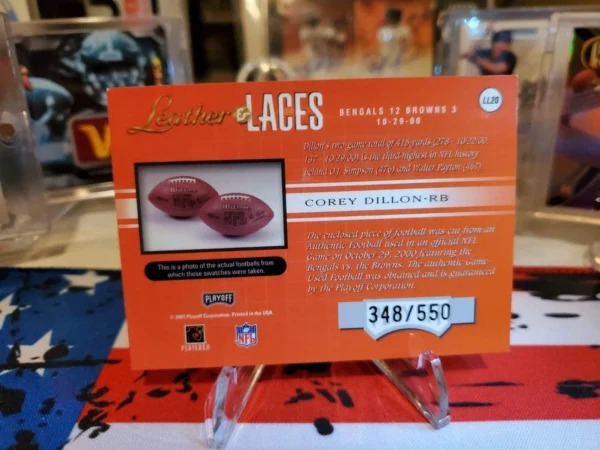 Leather & LACES
BENGALS 12 BROWNS 3
10-29-00
LL20
Dillon's two-game total of 415 yards (278 - 10/22/00,
137 - 10/29/00) is the third-highest in NFL history
behind O.J. Simpson (476) and Walter Payton (467).
COREY DILLON-RB
The enclosed piece of football was cut from an
Authentic Football used in an official NFL
Game on October 29, 2000 featuring the
Bengals vs. the Browns. The authentic Game-
Used Football was obtained and is guaranteed
by the Playoff Corporation.
This is a photo of the actual footballs from
which these swatches were taken.
PLAYOFF
© 2001 Playoff Corporation. Printed in the USA
PLAYERS
NFL
348/550